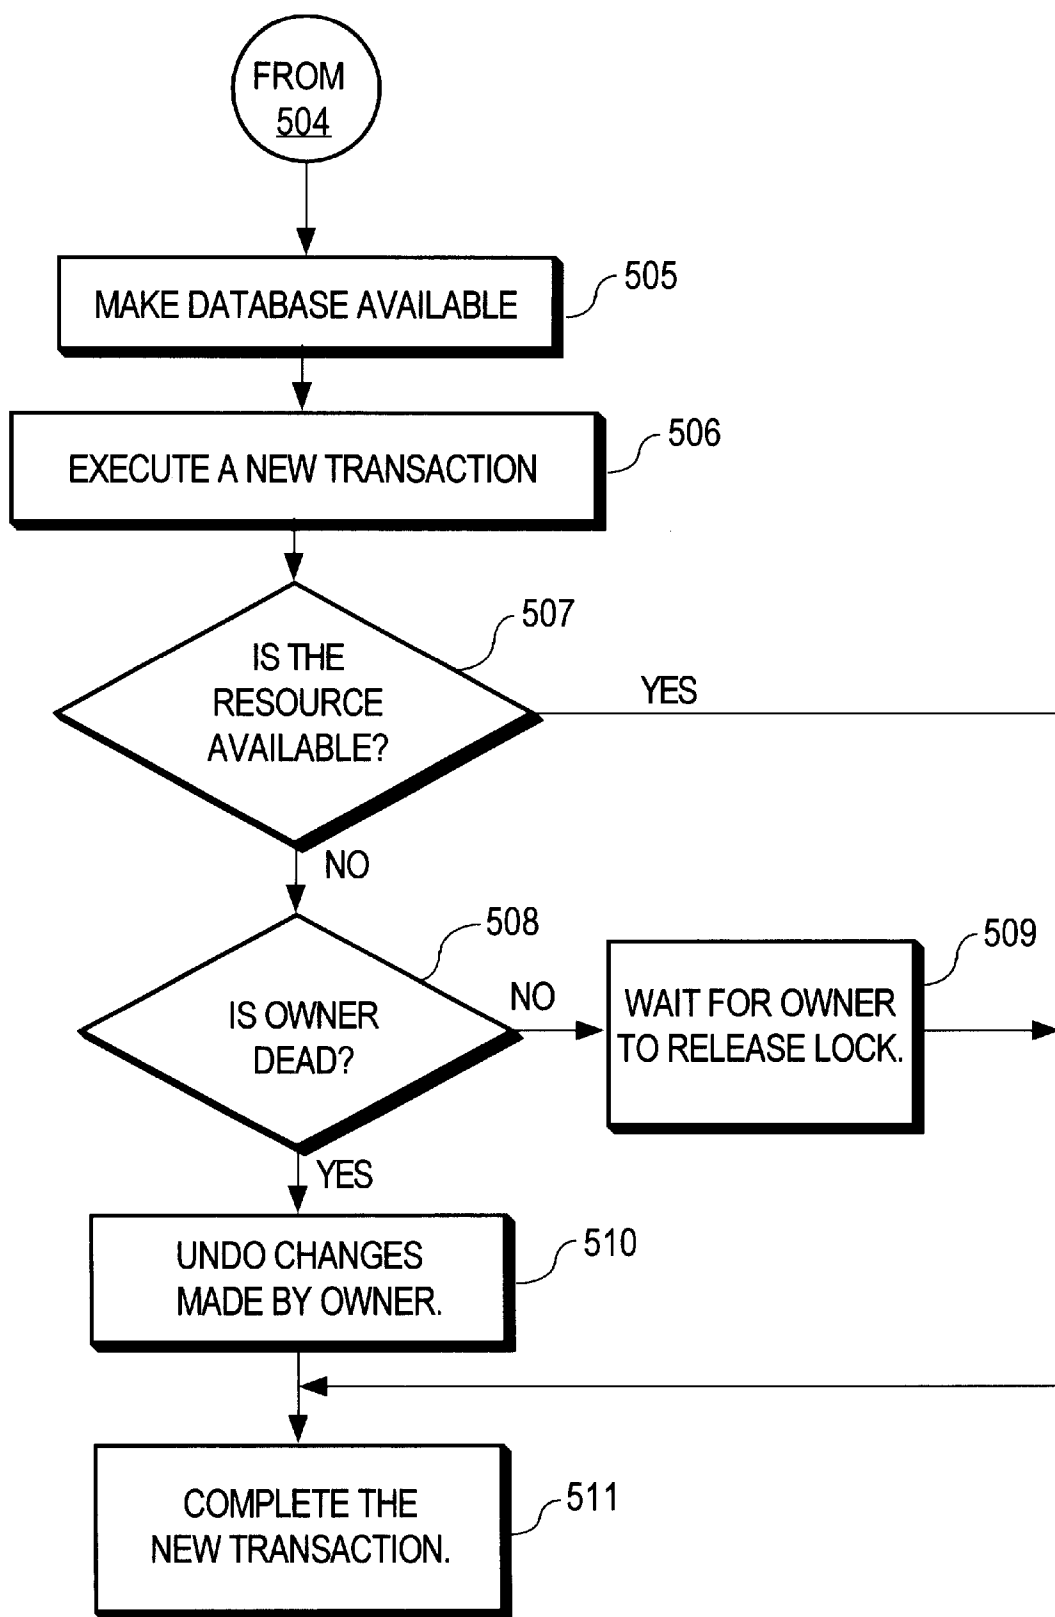 FROM
504
MAKE DATABASE AVAILABLE
505
EXECUTE A NEW TRANSACTION
506
IS THE
RESOURCE
AVAILABLE?
507
YES
NO
IS OWNER
DEAD?
508
NO
WAIT FOR OWNER
TO RELEASE LOCK.
509
YES
UNDO CHANGES
MADE BY OWNER.
510
COMPLETE THE
NEW TRANSACTION.
511